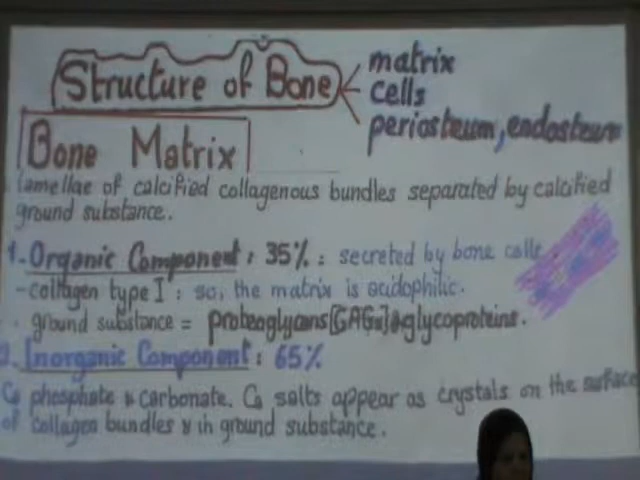 Structure of Bone
matrix
cells
periosteum, endosteum
Bone Matrix
lamellae of calcified collagenous bundles separated by calcified
ground substance.
1- Organic Component : 35% : secreted by bone cells
- collagen type I : so, the matrix is acidophilic.
- ground substance = proteoglycans [GAGs] & glycoproteins.
2. Inorganic Component : 65%
Ca phosphate & carbonate. Ca salts appear as crystals on the surface
of collagen bundles & in ground substance.